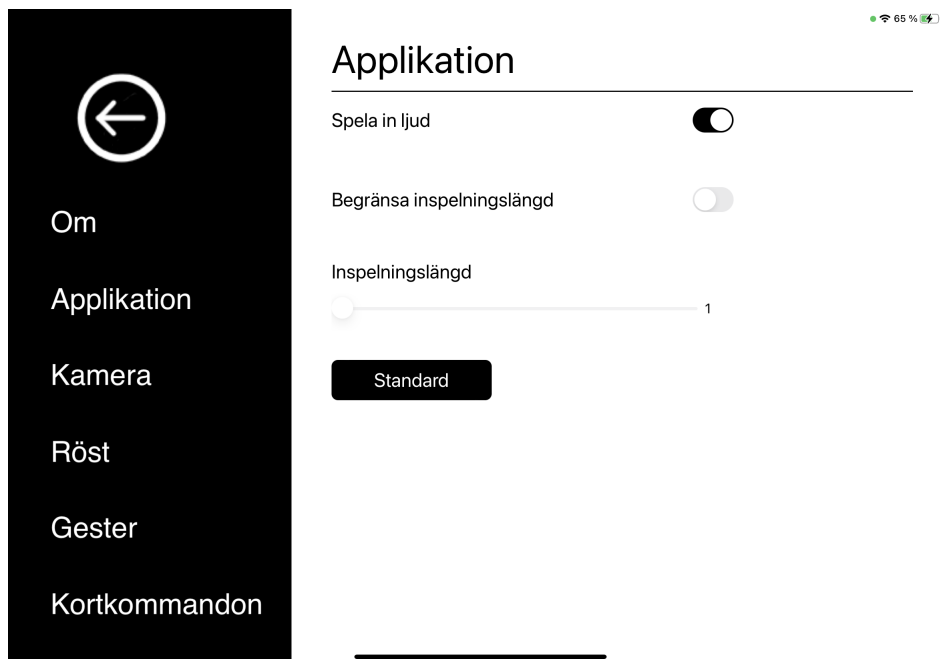 65 %
Om
Applikation
Kamera
Röst
Gester
Kortkommandon
Applikation
Spela in ljud
Begränsa inspelningslängd
Inspelningslängd
1
Standard